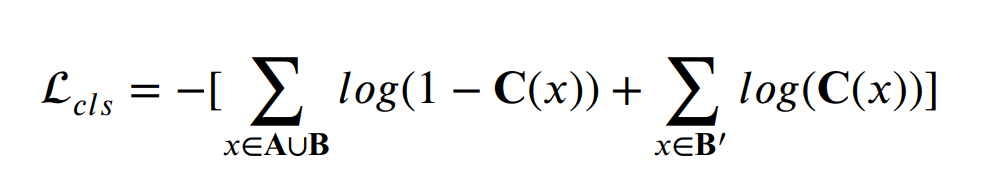 ℒ_cls = −[ ∑_{x∈A∪B} log(1 − C(x)) + ∑_{x∈B′} log(C(x))]